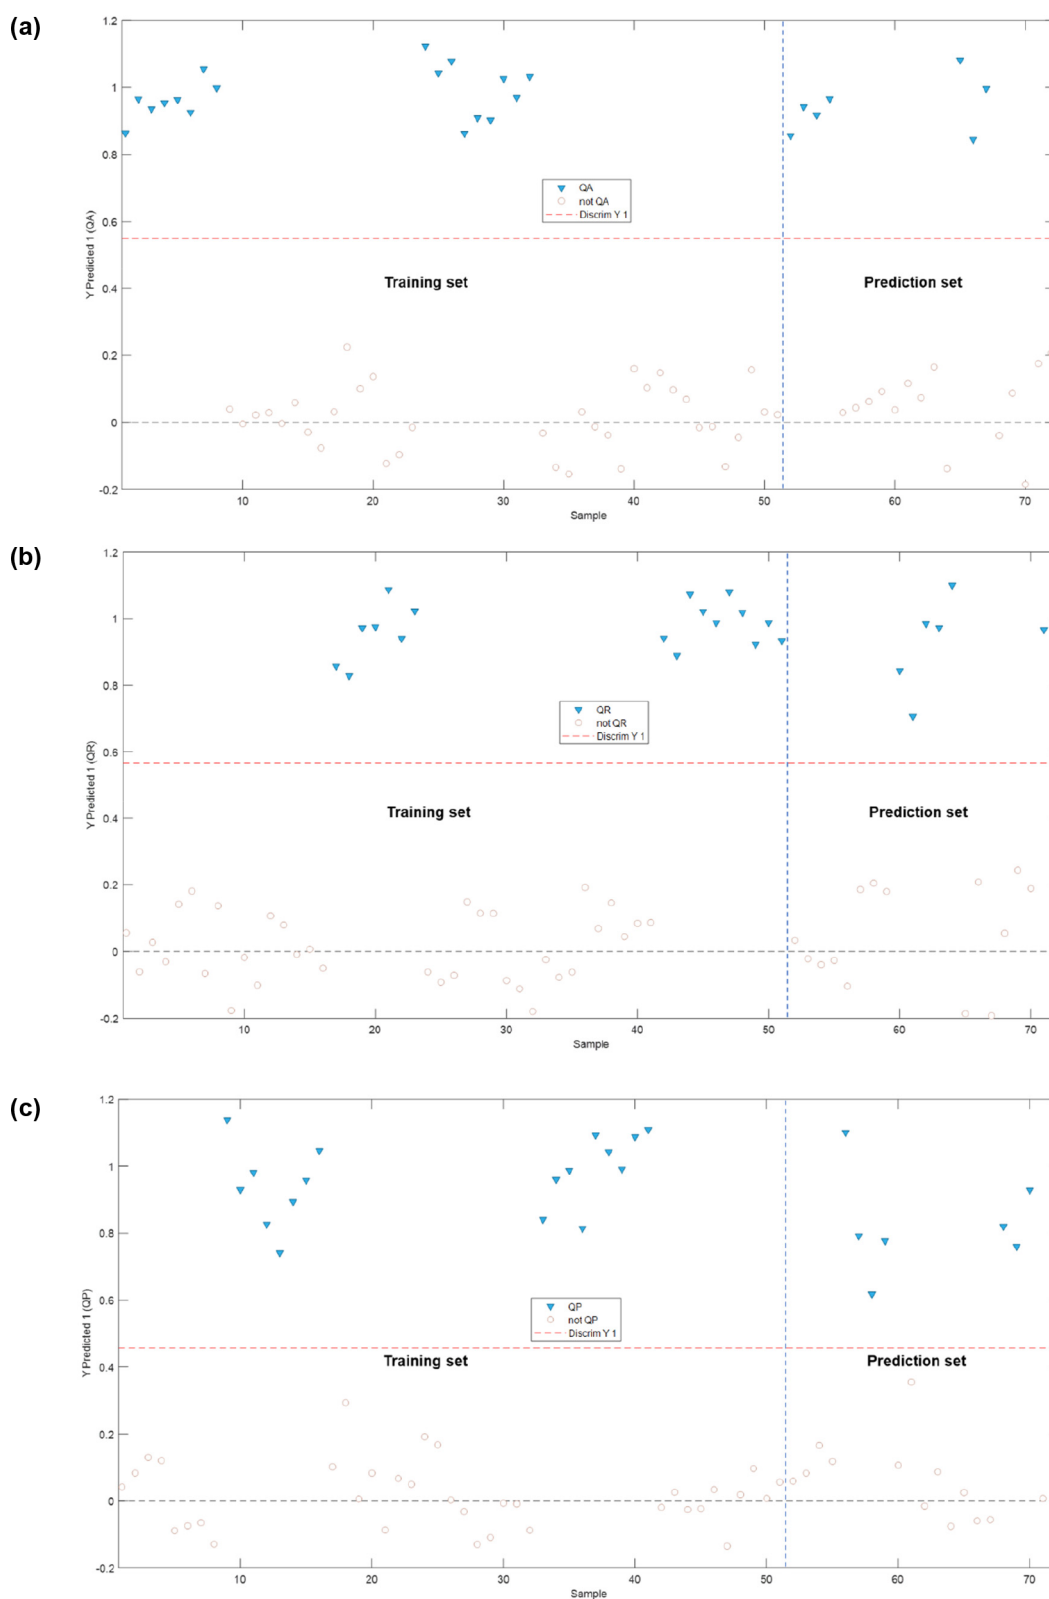 (a)
1.2
1
0.8
0.6
0.4
0.2
0
-0.2
Y Predicted 1 (QA)
QA
not QA
Discrim Y 1
Training set
Prediction set
10
20
30
40
50
60
70
Sample
(b)
1.2
1
0.8
0.6
0.4
0.2
0
-0.2
Y Predicted 1 (QR)
QR
not QR
Discrim Y 1
Training set
Prediction set
10
20
30
40
50
60
70
Sample
(c)
1.2
1
0.8
0.6
0.4
0.2
0
-0.2
Y Predicted 1 (QP)
QP
not QP
Discrim Y 1
Training set
Prediction set
10
20
30
40
50
60
70
Sample